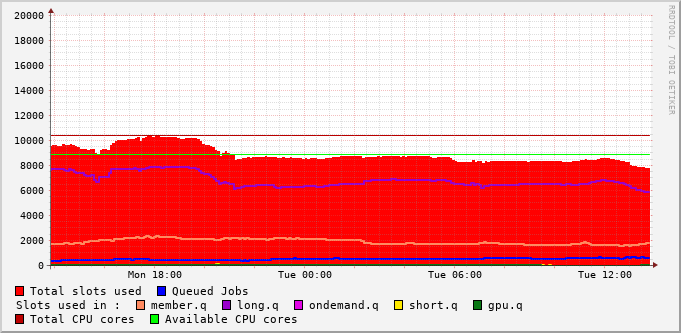 20000
18000
16000
14000
12000
10000
8000
6000
4000
2000
0
Mon 18:00 Tue 00:00 Tue 06:00 Tue 12:00
Total slots used Queued Jobs
Slots used in : member.q long.q ondemand.q short.q gpu.q
Total CPU cores Available CPU cores
RRDTOOL / TOBI OETIKER